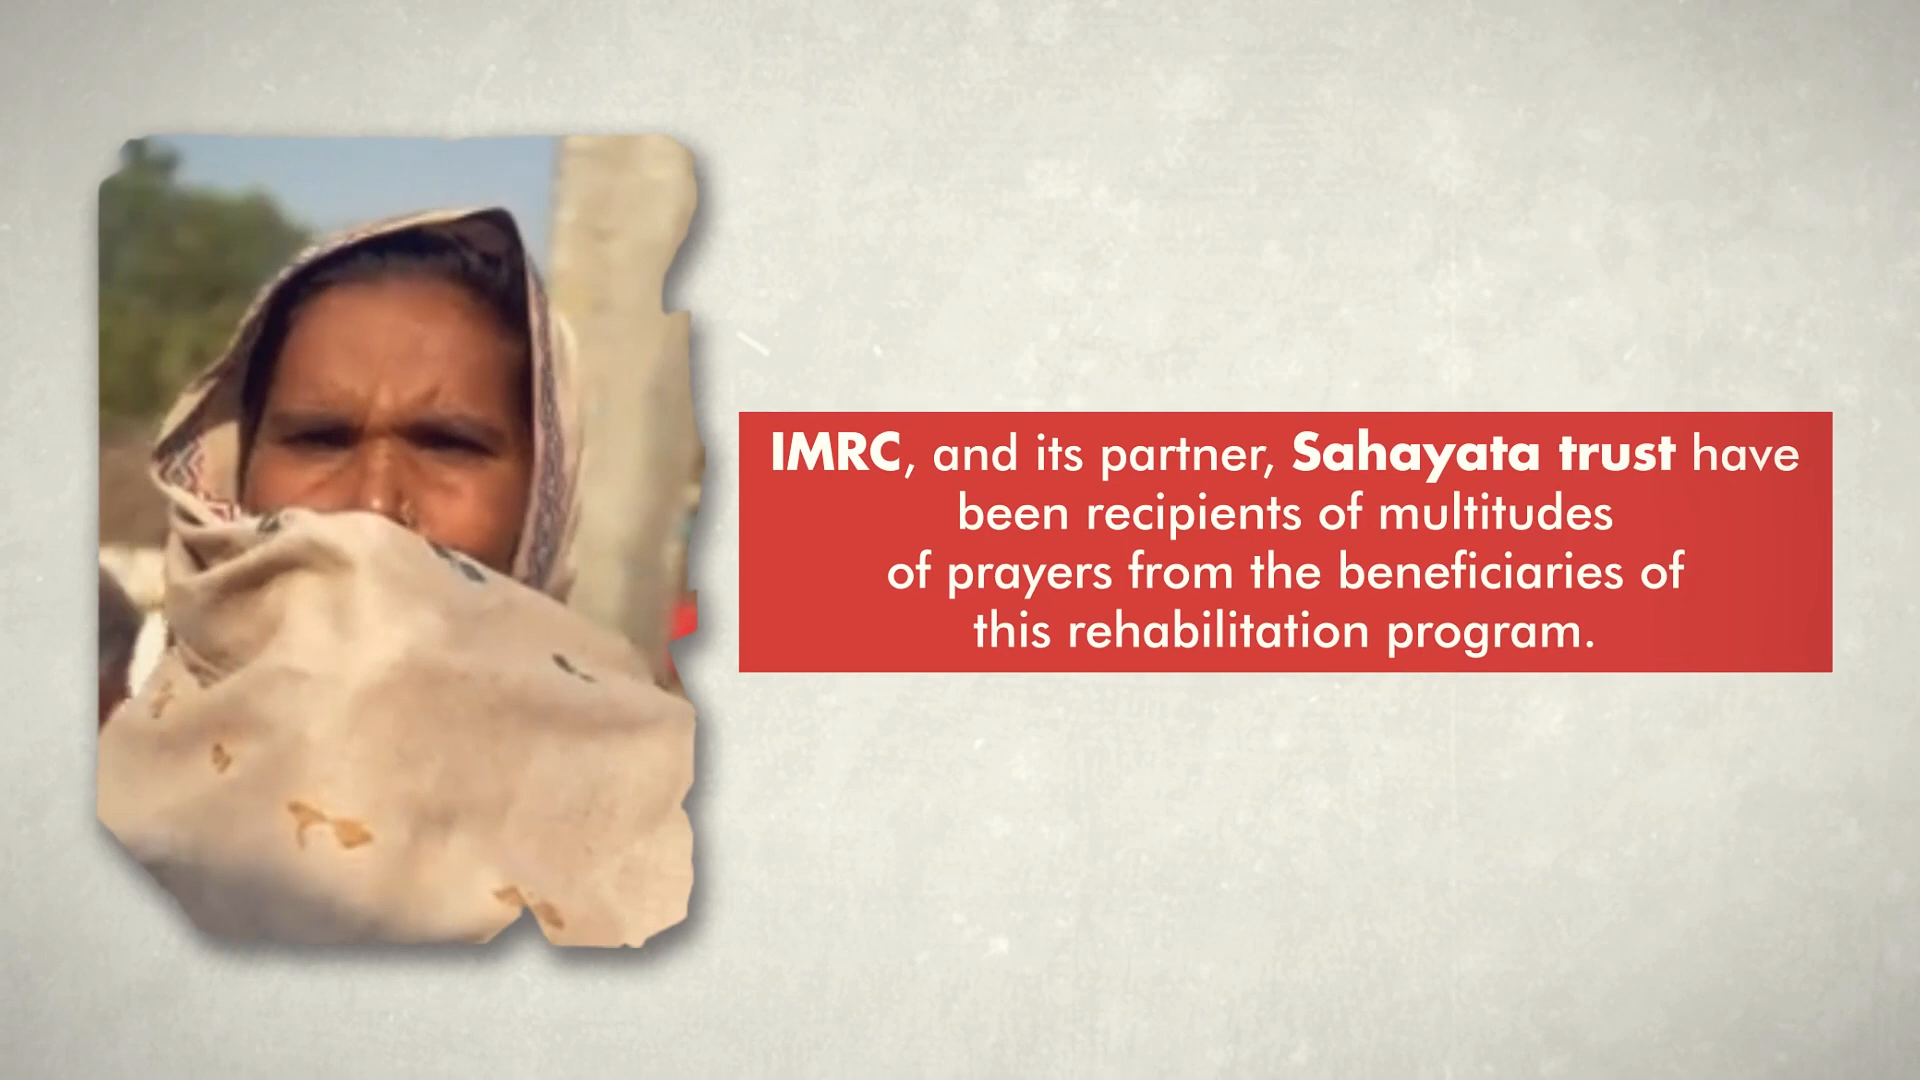 IMRC, and its partner, Sahayata trust have
been recipients of multitudes
of prayers from the beneficiaries of
this rehabilitation program.